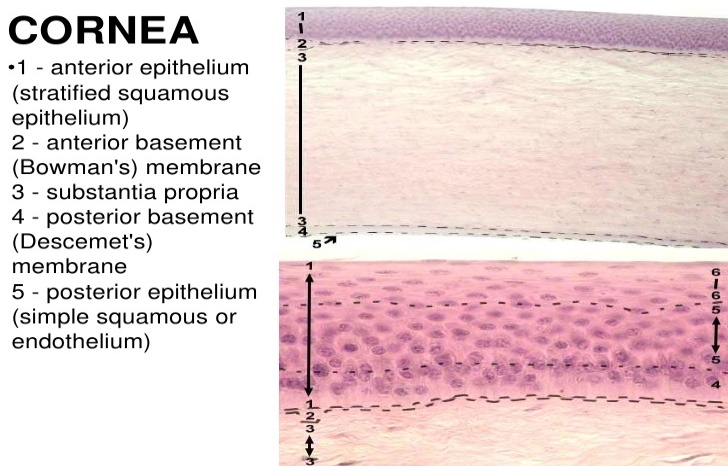 CORNEA
•1 - anterior epithelium
(stratified squamous
epithelium)
2 - anterior basement
(Bowman's) membrane
3 - substantia propria
4 - posterior basement
(Descemet's)
membrane
5 - posterior epithelium
(simple squamous or
endothelium)
1
2
3
3
4
5
1
1
2
3
3
6
6
5
5
4